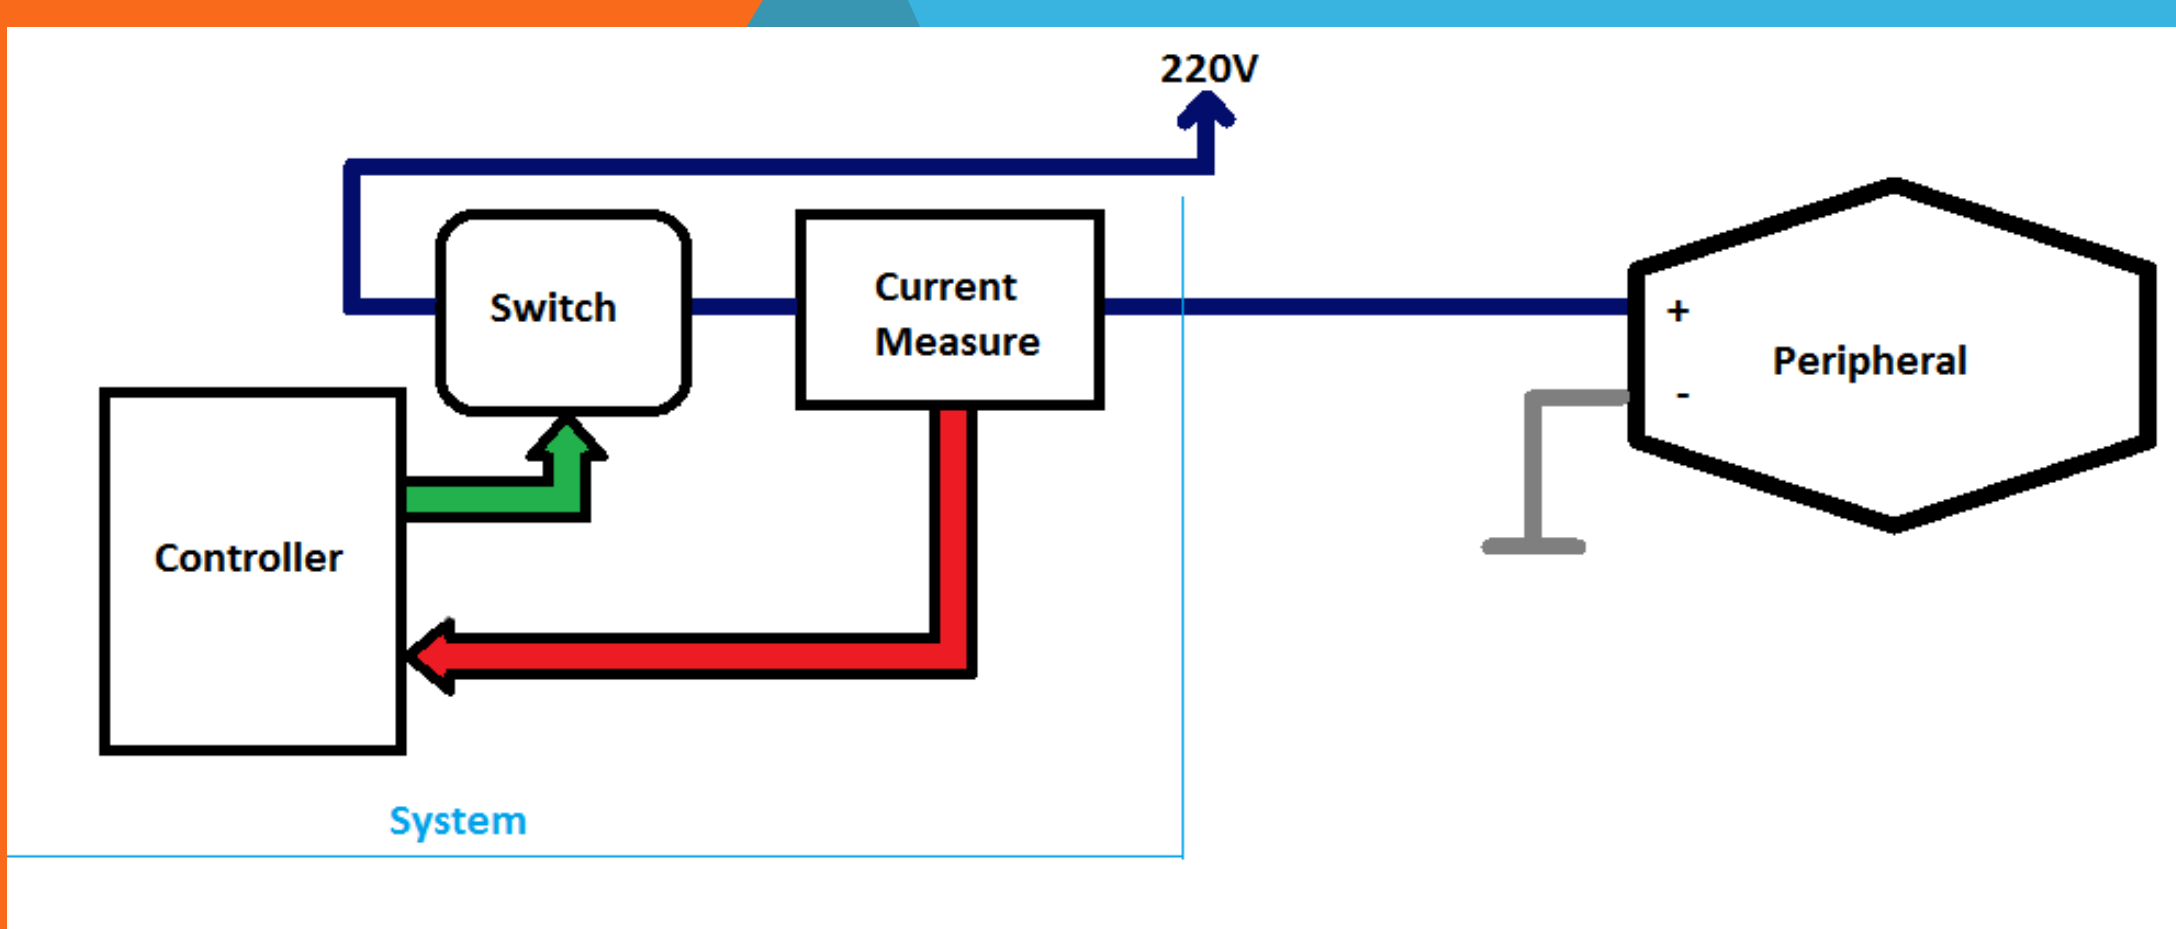 220V
Switch
Current
Measure
+
Peripheral
-
Controller
System